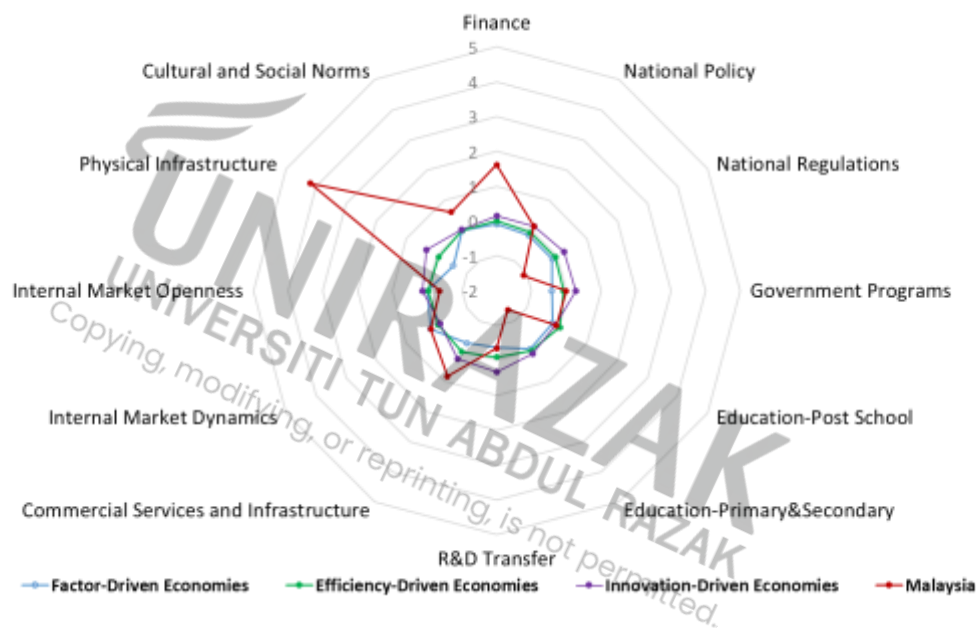 Finance
5
Cultural and Social Norms
National Policy
4
3
2
Physical Infrastructure
National Regulations
1
0
-1
Internal Market Openness
-2
Government Programs
Internal Market Dynamics
Education-Post School
Commercial Services and Infrastructure
Education-Primary&Secondary
R&D Transfer
Factor-Driven Economies
Efficiency-Driven Economies
Innovation-Driven Economies
Malaysia
UNIRAZAK
UNIVERSITI TUN ABDUL RAZAK
Copying, modifying, or reprinting, is not permitted.